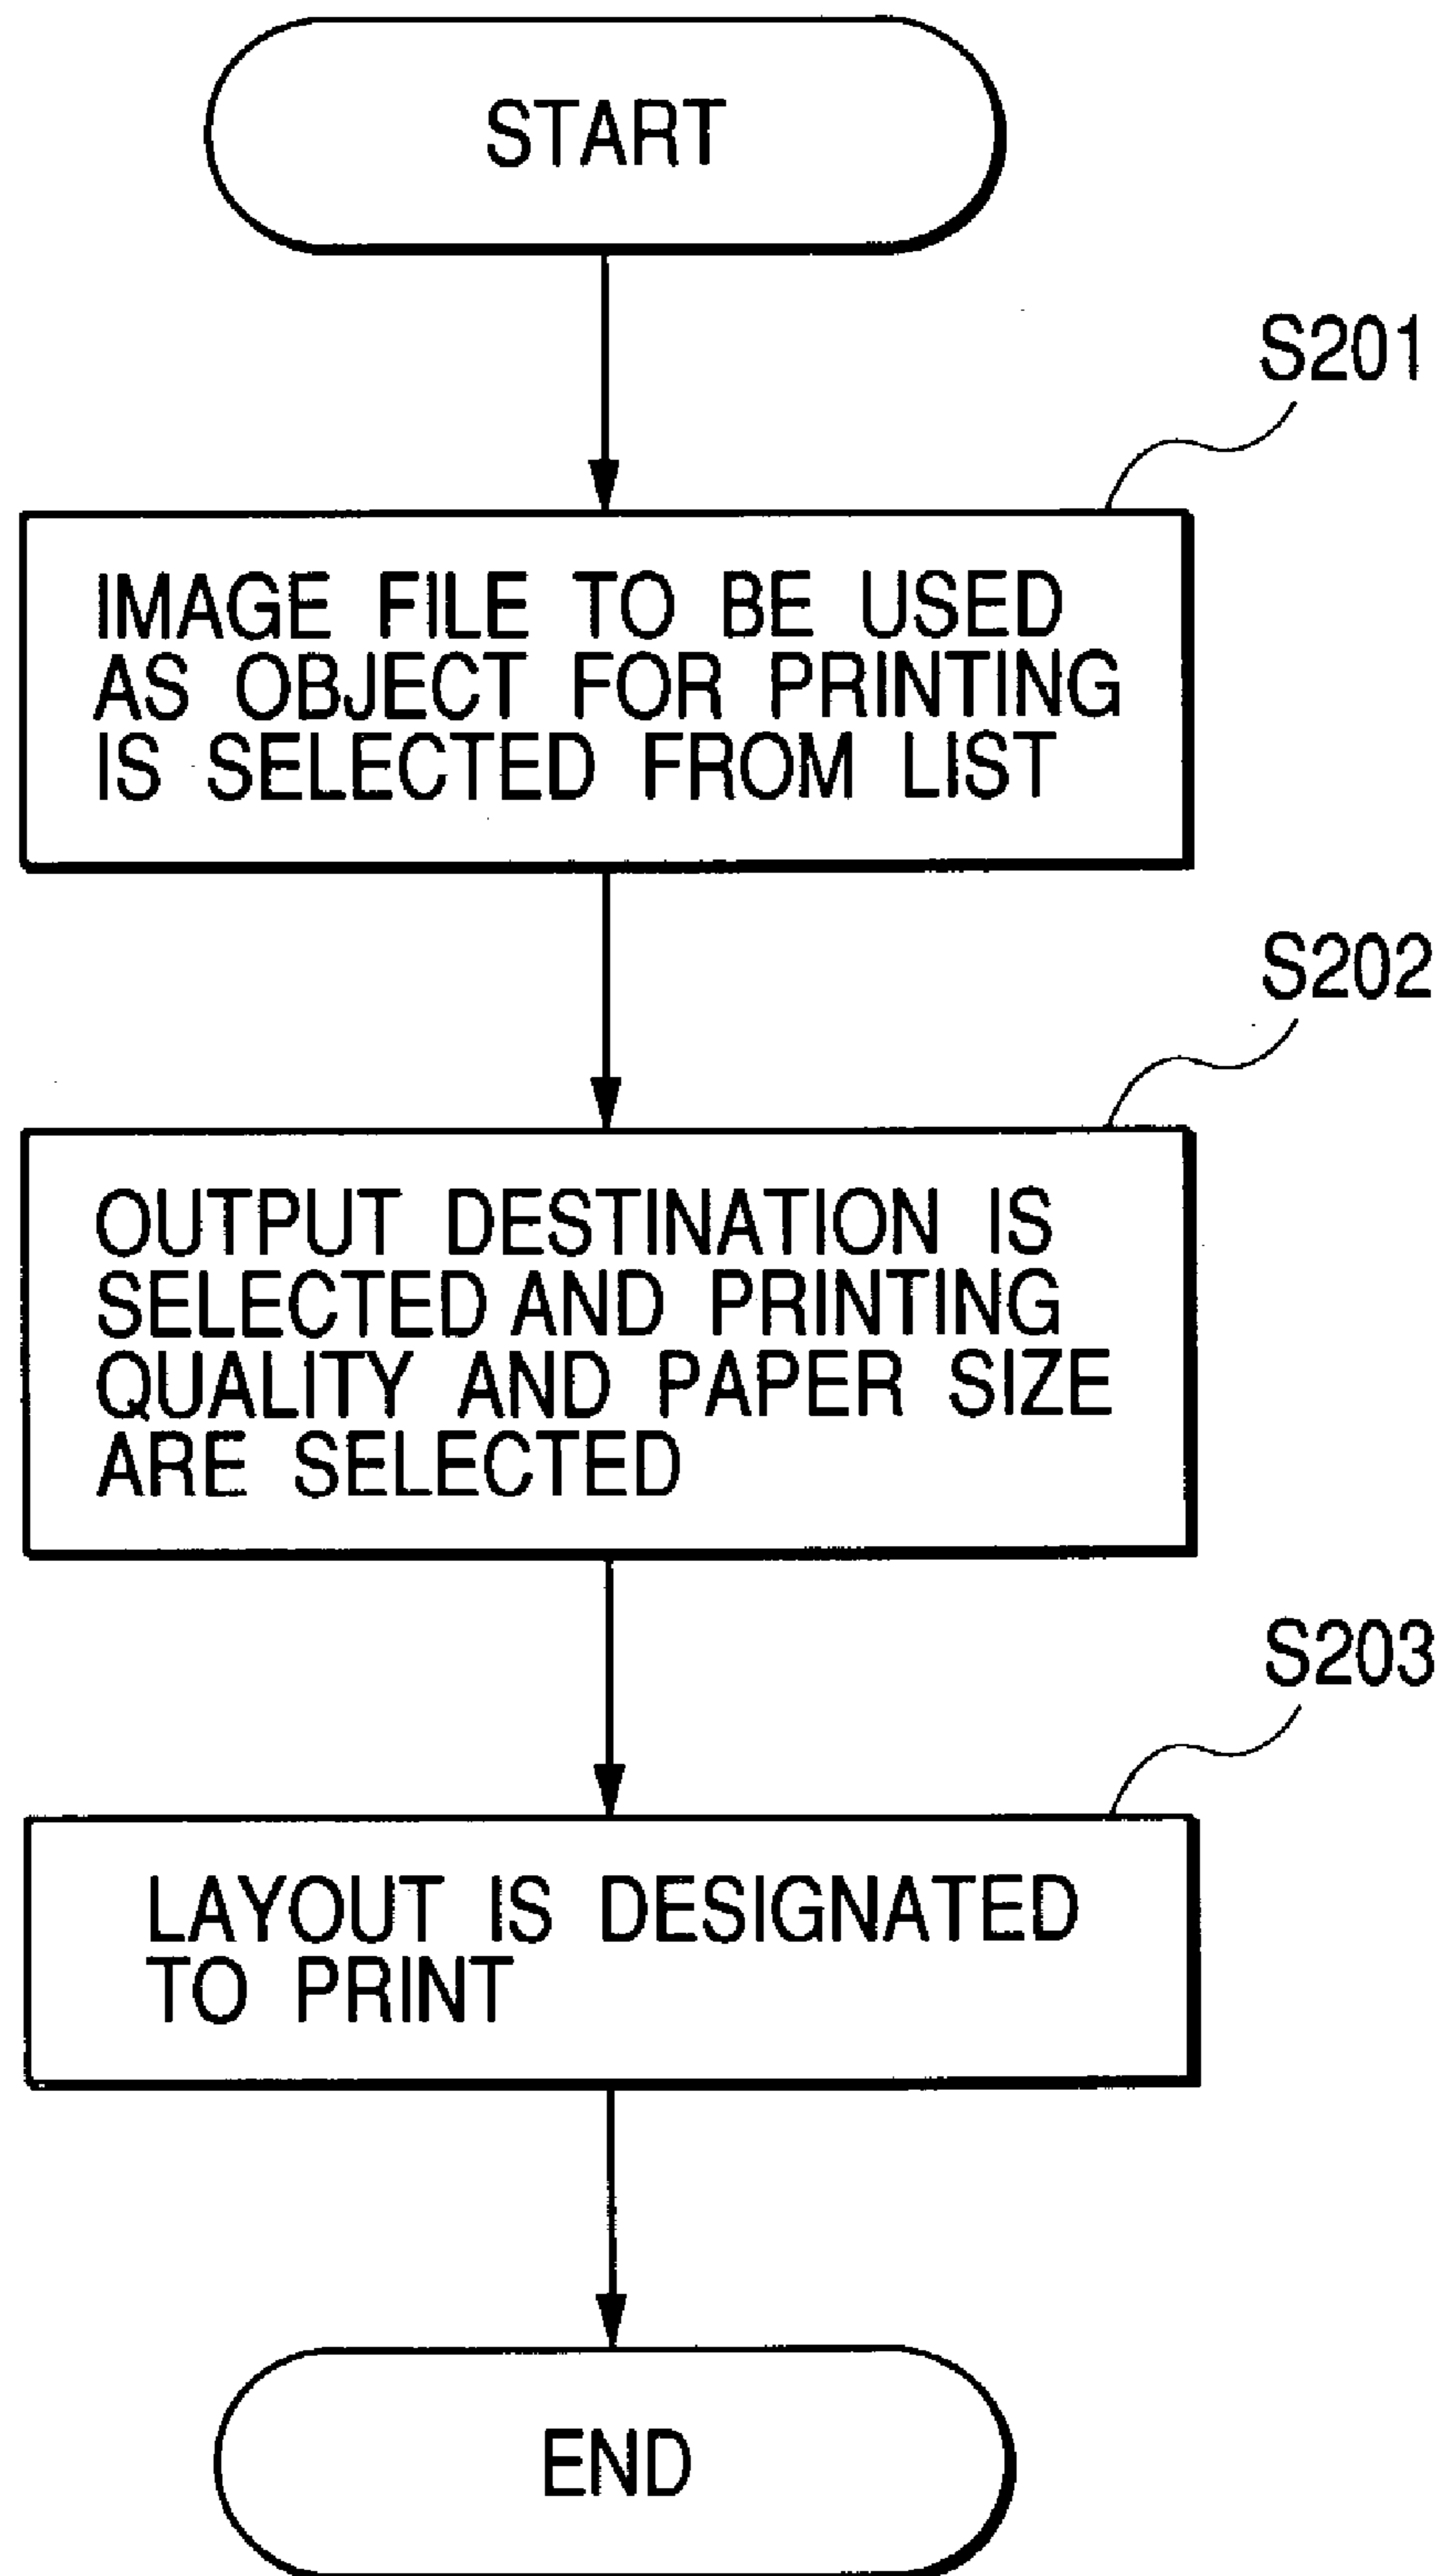 START
S201
IMAGE FILE TO BE USED
AS OBJECT FOR PRINTING
IS SELECTED FROM LIST
S202
OUTPUT DESTINATION IS
SELECTED AND PRINTING
QUALITY AND PAPER SIZE
ARE SELECTED
S203
LAYOUT IS DESIGNATED
TO PRINT
END